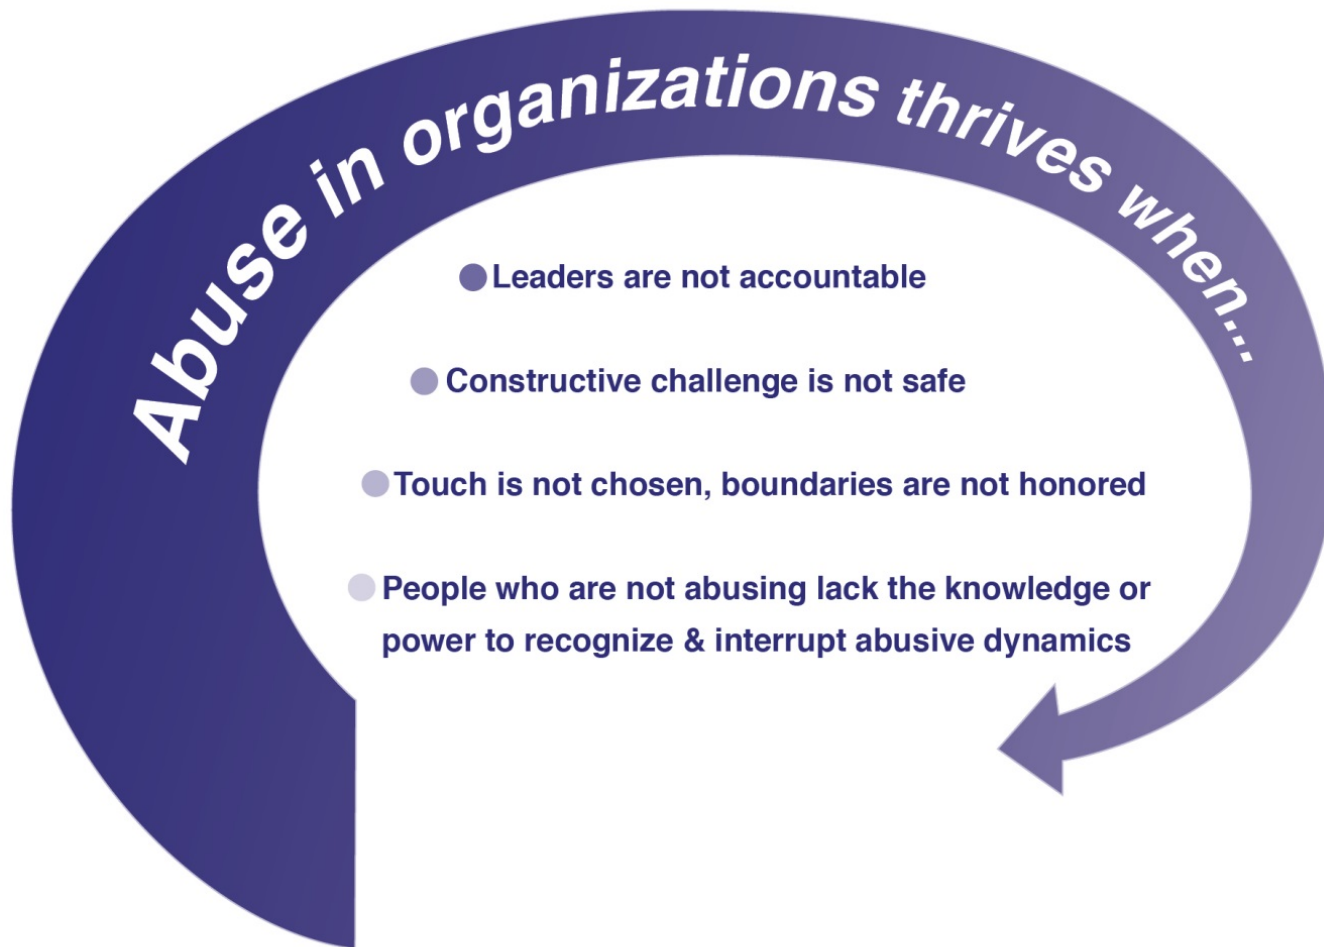 Abuse in organizations thrives when...
Leaders are not accountable
Constructive challenge is not safe
Touch is not chosen, boundaries are not honored
People who are not abusing lack the knowledge or
power to recognize & interrupt abusive dynamics